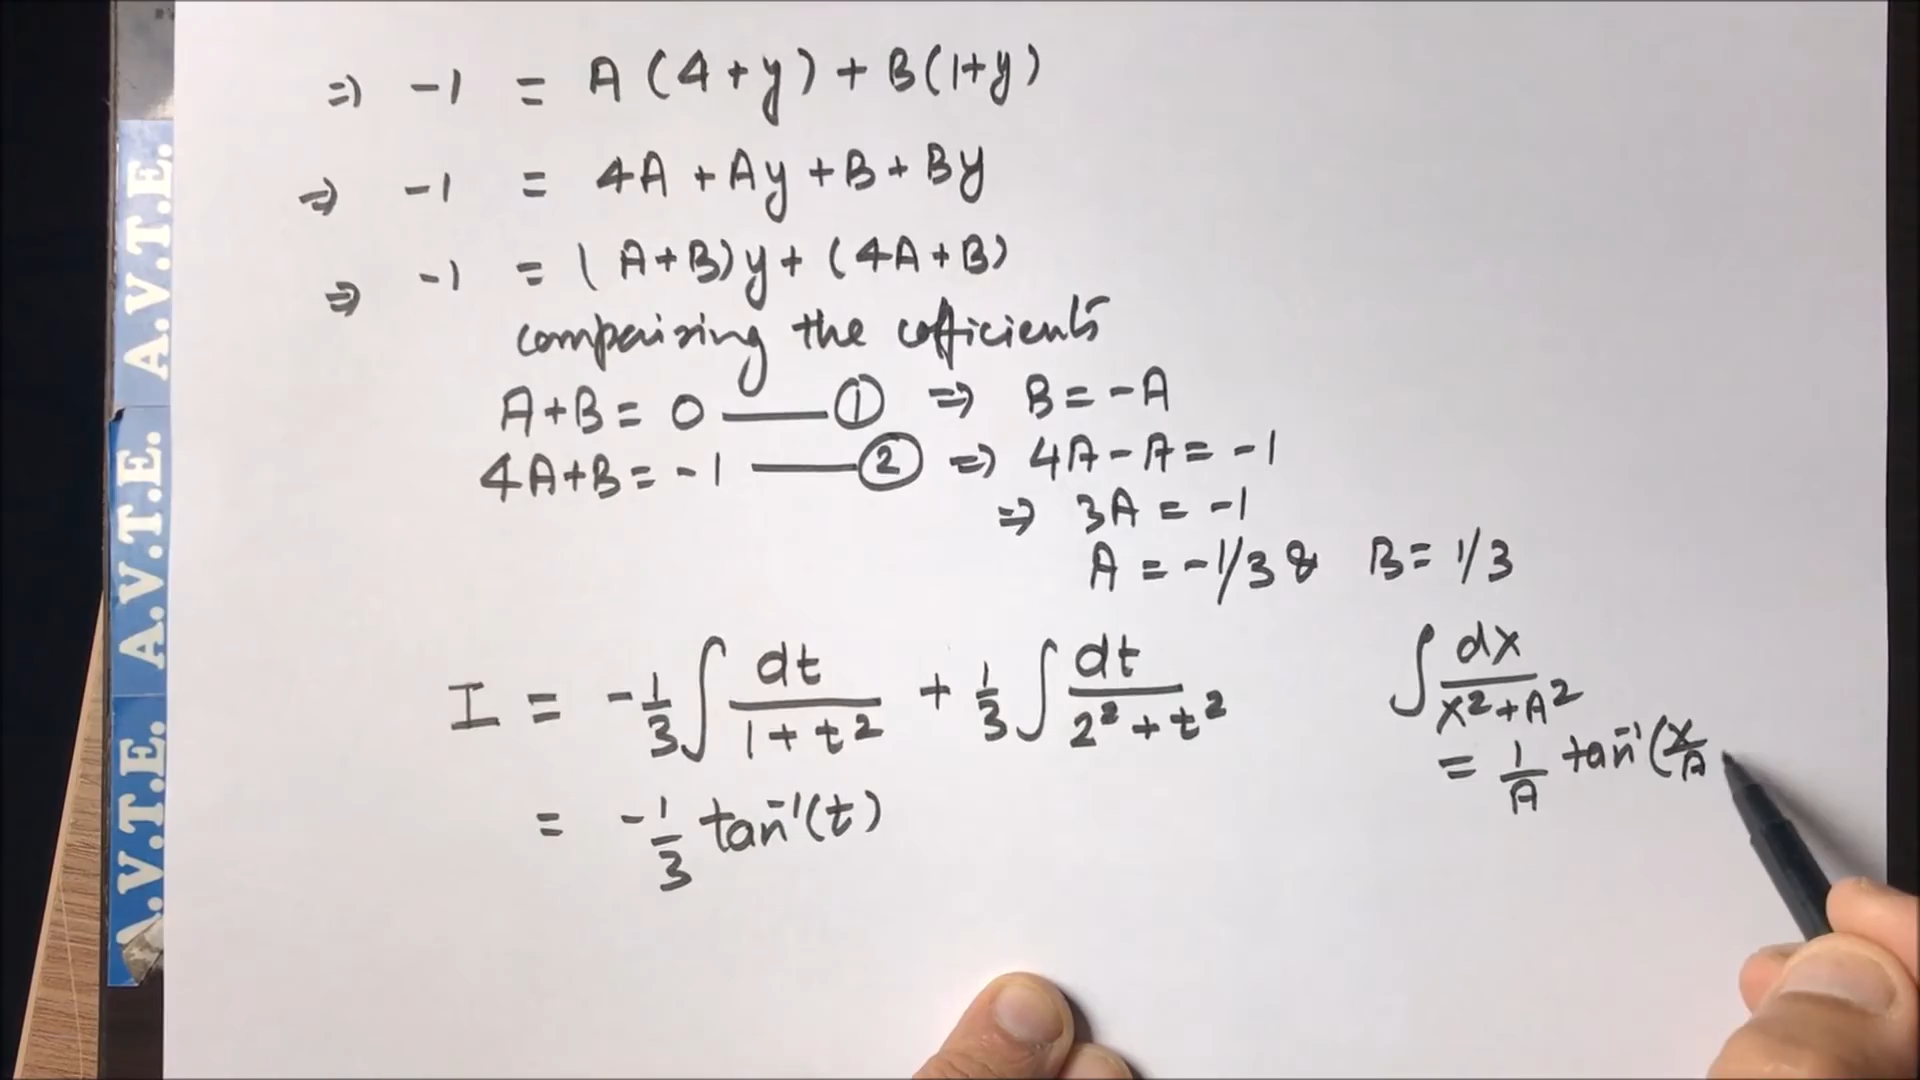 ⇒ -1 = A(4+y)+B(1+y)
⇒ -1 = 4A+Ay+B+By
⇒ -1 = (A+B)y+(4A+B)
compairing the cofficients
A+B=0 —— ① ⇒ B=-A
4A+B=-1 —— ② ⇒ 4A-A=-1
⇒ 3A=-1
A=-1/3 & B=1/3
I = -1/3 ∫ dt/(1+t²) + 1/3 ∫ dt/(2²+t²)
= -1/3 tan⁻¹(t)
∫ dx/(x²+A²)
= 1/A tan⁻¹(x/A
A.V.T.E.
A.V.T.E.
A.V.T.E.